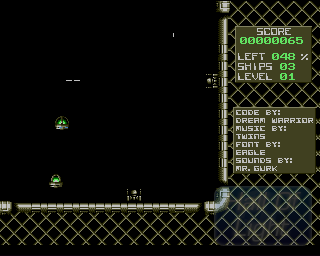 SCORE
00000065
LEFT 048 %
SHIPS 03
LEVEL 01
CODE BY:
DREAM WARRIOR
MUSIC BY:
TWINS
FONT BY:
EAGLE
SOUNDS BY:
MR.GURK